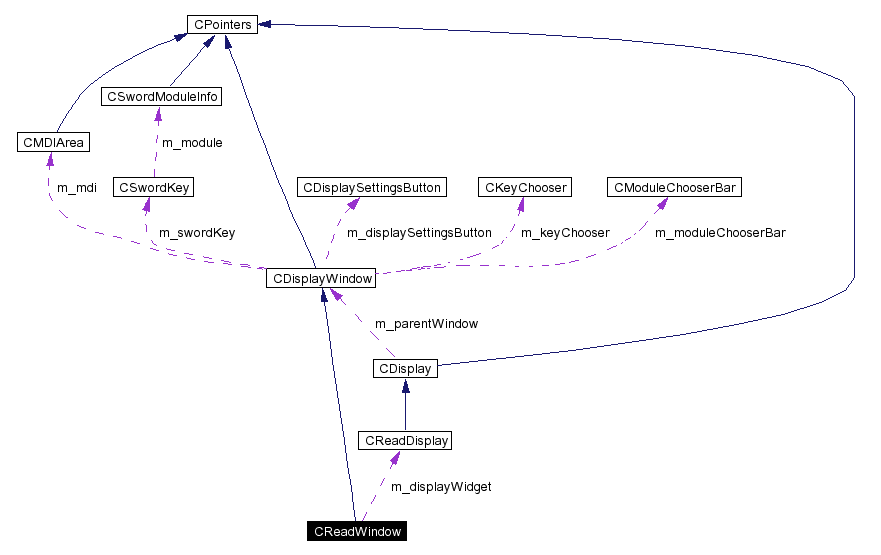 CPointers
CSwordModuleInfo
CMDIArea
m_module
m_mdi
CSwordKey
CDisplaySettingsButton
CKeyChooser
CModuleChooserBar
m_swordKey
m_displaySettingsButton
m_keyChooser
m_moduleChooserBar
CDisplayWindow
m_parentWindow
CDisplay
CReadDisplay
m_displayWidget
CReadWindow